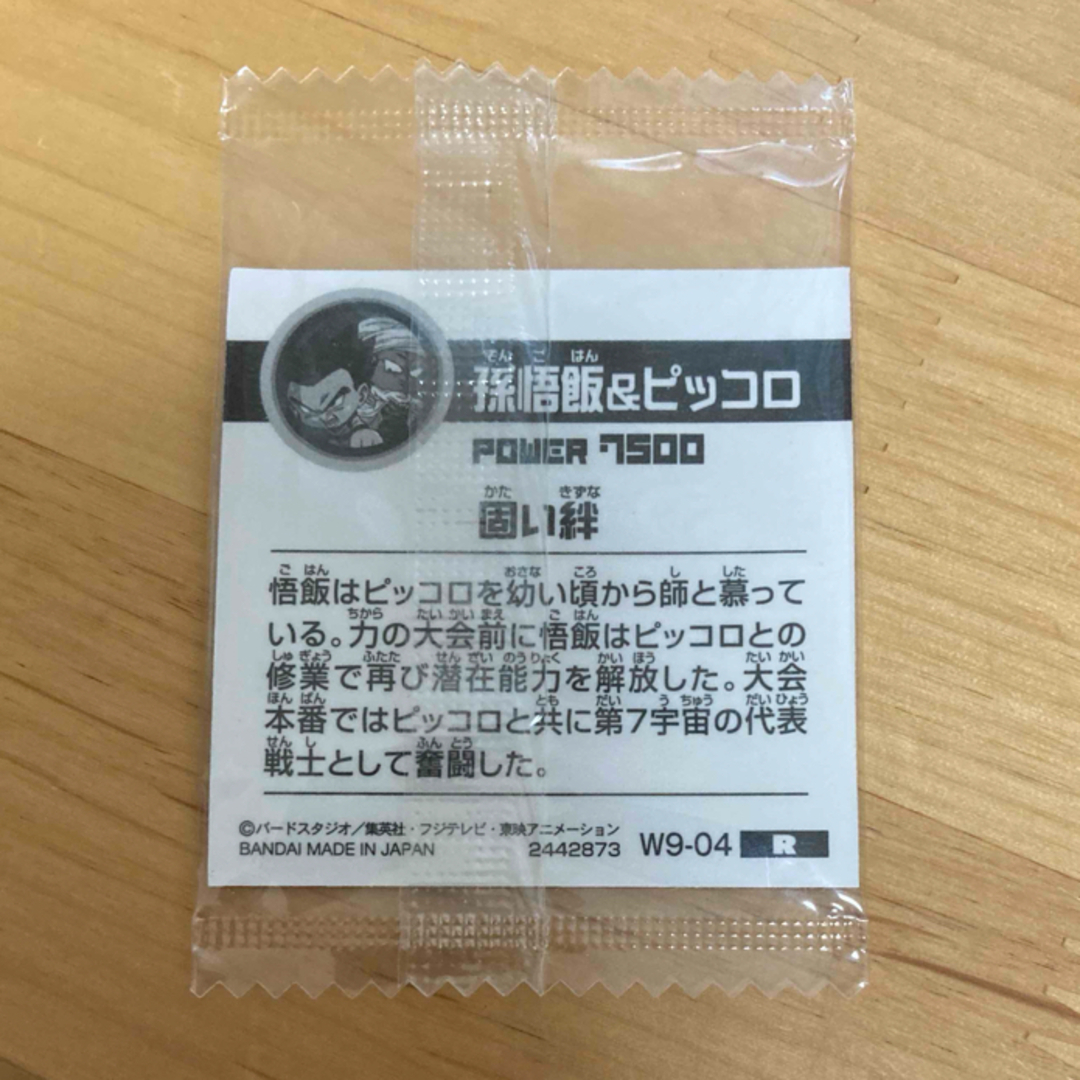 孫悟飯&ピッコロ
POWER 7500
固い絆
悟飯はピッコロを幼い頃から師と慕って
いる。力の大会前に悟飯はピッコロとの
修業で再び潜在能力を解放した。大会
本番ではピッコロと共に第7宇宙の代表
戦士として奮闘した。
©バードスタジオ/集英社・フジテレビ・東映アニメーション
BANDAI MADE IN JAPAN 2442873 W9-04 R